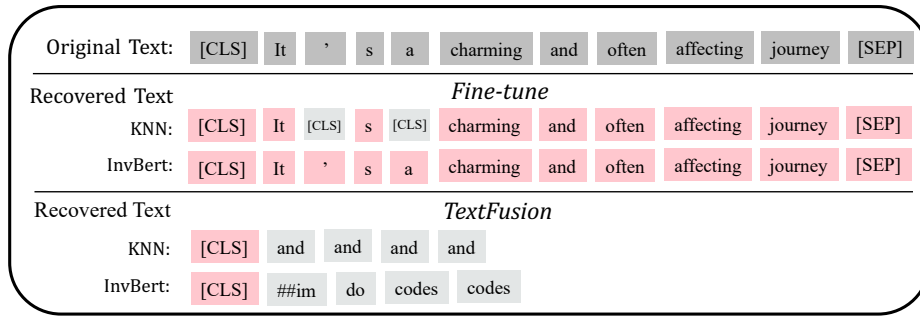 Original Text: [CLS] It ’ s a charming and often affecting journey [SEP]
Recovered Text Fine-tune
KNN: [CLS] It [CLS] s [CLS] charming and often affecting journey [SEP]
InvBert: [CLS] It ’ s a charming and often affecting journey [SEP]
Recovered Text TextFusion
KNN: [CLS] and and and and
InvBert: [CLS] ##im do codes codes